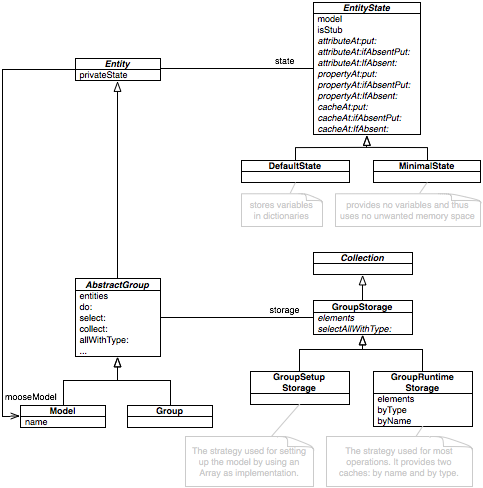 EntityState
model
isStub
attributeAt:put:
attributeAt:ifAbsentPut:
attributeAt:IfAbsent:
propertyAt:put:
propertyAt:ifAbsentPut:
propertyAt:IfAbsent:
cacheAt:put:
cacheAt:ifAbsentPut:
cacheAt:IfAbsent:
Entity
privateState
state
DefaultState
MinimalState
stores variables
in dictionaries
provides no variables and thus
uses no unwanted memory space
Collection
AbstractGroup
entities
do:
select:
collect:
allWithType:
...
storage
GroupStorage
elements
selectAllWithType:
GroupSetup
Storage
GroupRuntime
Storage
elements
byType
byName
mooseModel
Model
name
Group
The strategy used for setting
up the model by using an
Array as implementation.
The strategy used for most
operations. It provides two
caches: by name and by type.